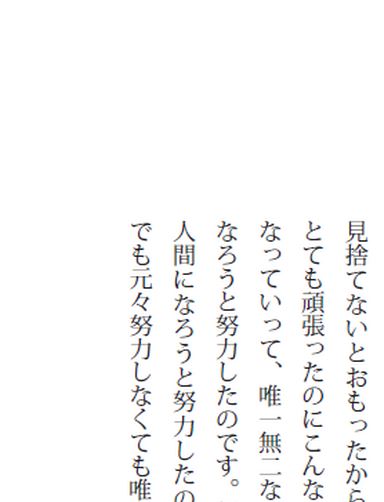 見捨てないとおもったから
とても頑張ったのにこんな
なっていって、唯一無二な
なろうと努力したのです。
人間になろうと努力したの
でも元々努力しなくても唯